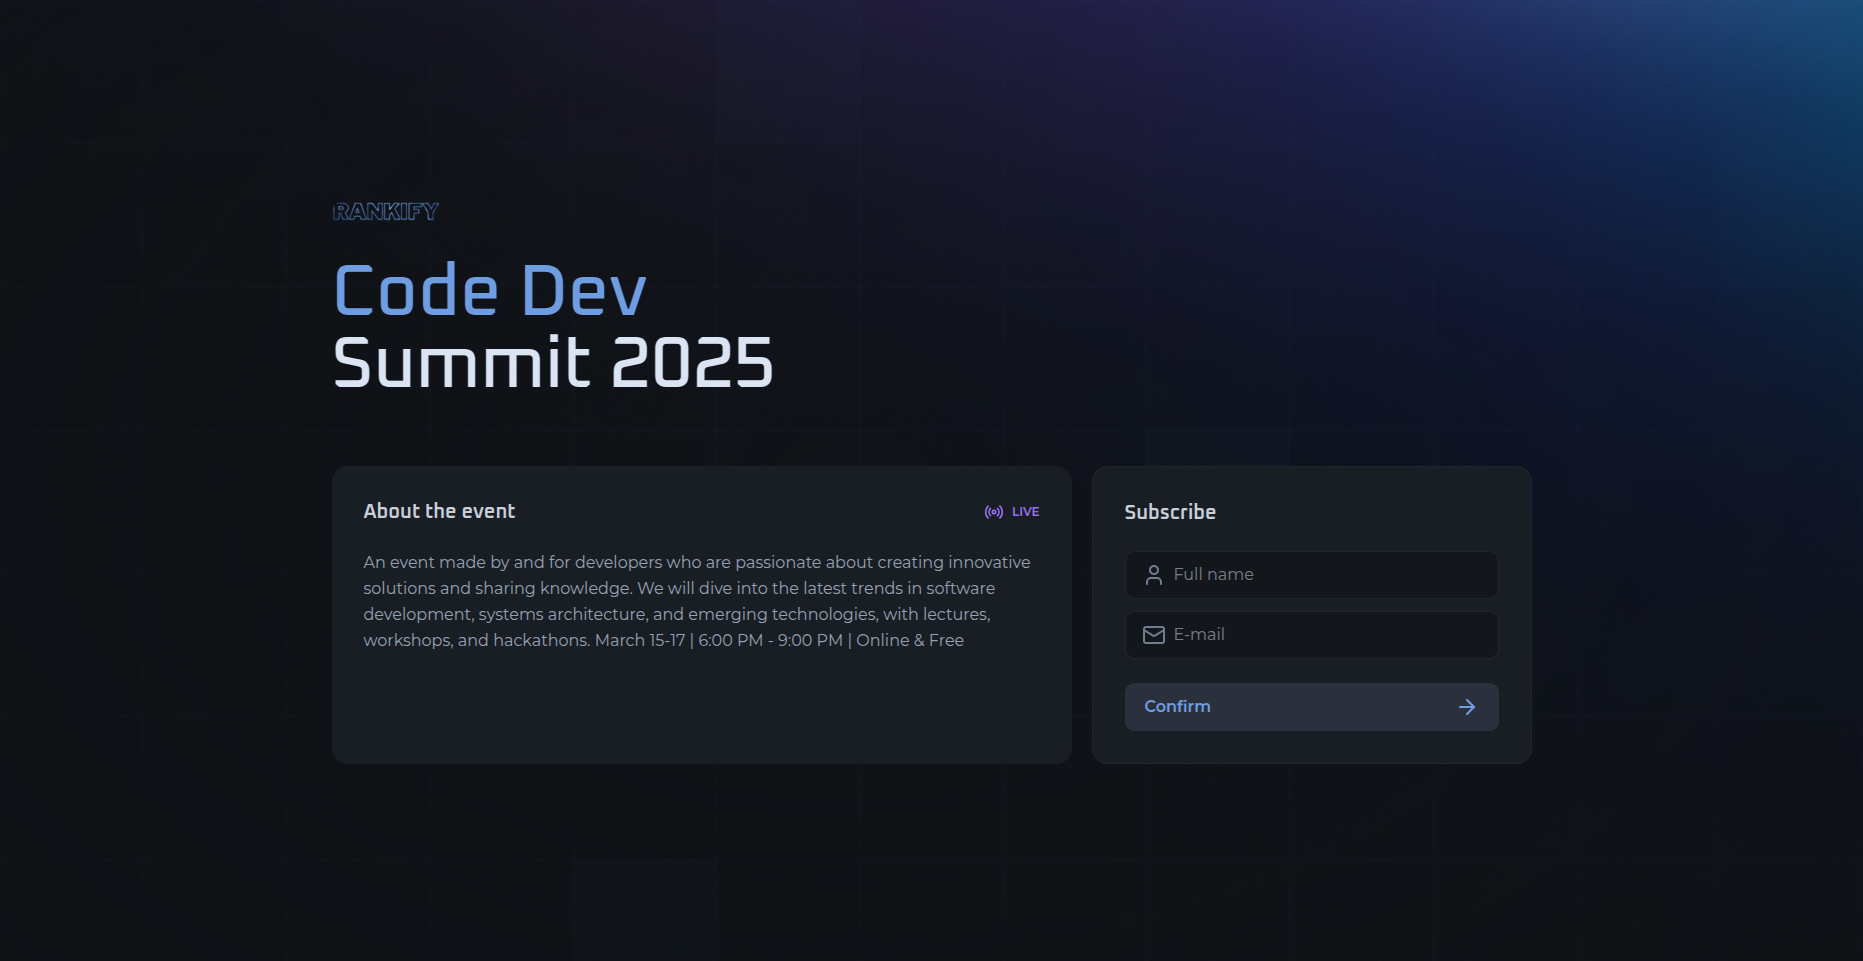 RANKIFY
Code Dev
Summit 2025
About the event
LIVE
An event made by and for developers who are passionate about creating innovative
solutions and sharing knowledge. We will dive into the latest trends in software
development, systems architecture, and emerging technologies, with lectures,
workshops, and hackathons. March 15-17 | 6:00 PM - 9:00 PM | Online & Free
Subscribe
Full name
E-mail
Confirm